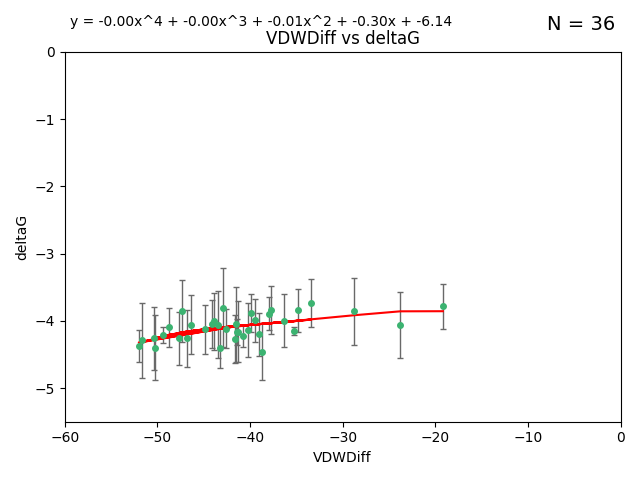 y = -0.00x^4 + -0.00x^3 + -0.01x^2 + -0.30x + -6.14
N = 36
VDWDiff vs deltaG
0
−1
−2
−3
−4
−5
deltaG
−60
−50
−40
−30
−20
−10
0
VDWDiff